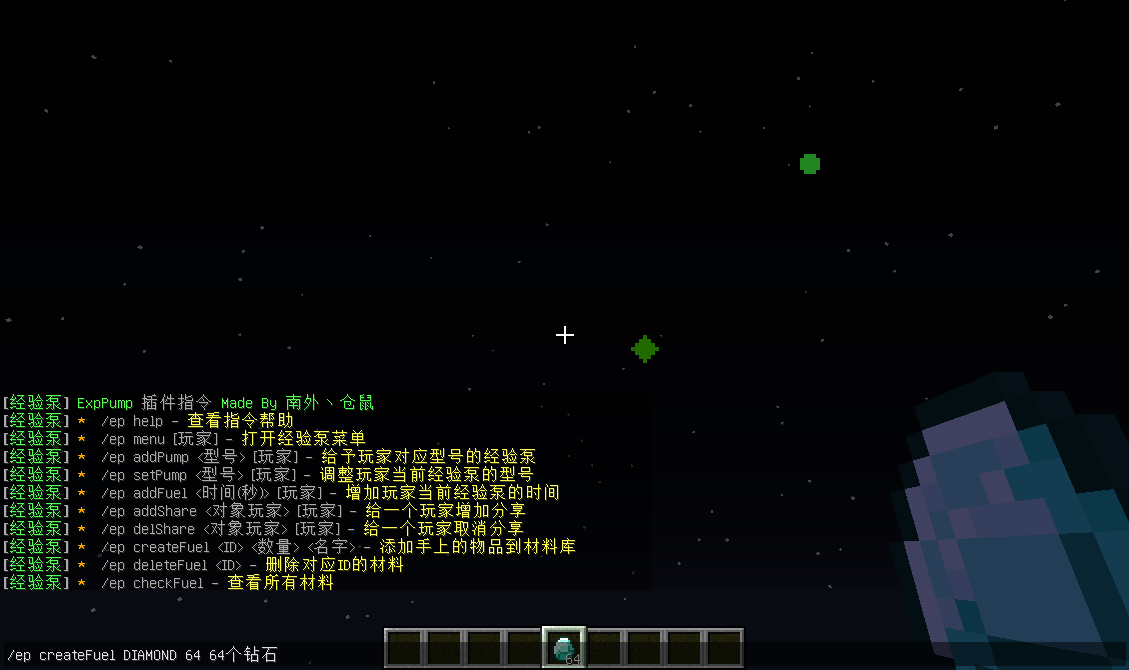 [经验泵] ExpPump 插件指令 Made By 南外丶仓鼠
[经验泵] * /ep help - 查看指令帮助
[经验泵] * /ep menu [玩家] - 打开经验泵菜单
[经验泵] * /ep addPump <型号> [玩家] - 给予玩家对应型号的经验泵
[经验泵] * /ep setPump <型号> [玩家] - 调整玩家当前经验泵的型号
[经验泵] * /ep addFuel <时间(秒)> [玩家] - 增加玩家当前经验泵的时间
[经验泵] * /ep addShare <对象玩家> [玩家] - 给一个玩家增加分享
[经验泵] * /ep delShare <对象玩家> [玩家] - 给一个玩家取消分享
[经验泵] * /ep createFuel <ID> <数量> <名字> - 添加手上的物品到材料库
[经验泵] * /ep deleteFuel <ID> - 删除对应ID的材料
[经验泵] * /ep checkFuel - 查看所有材料
64
/ep createFuel DIAMOND 64 64个钻石